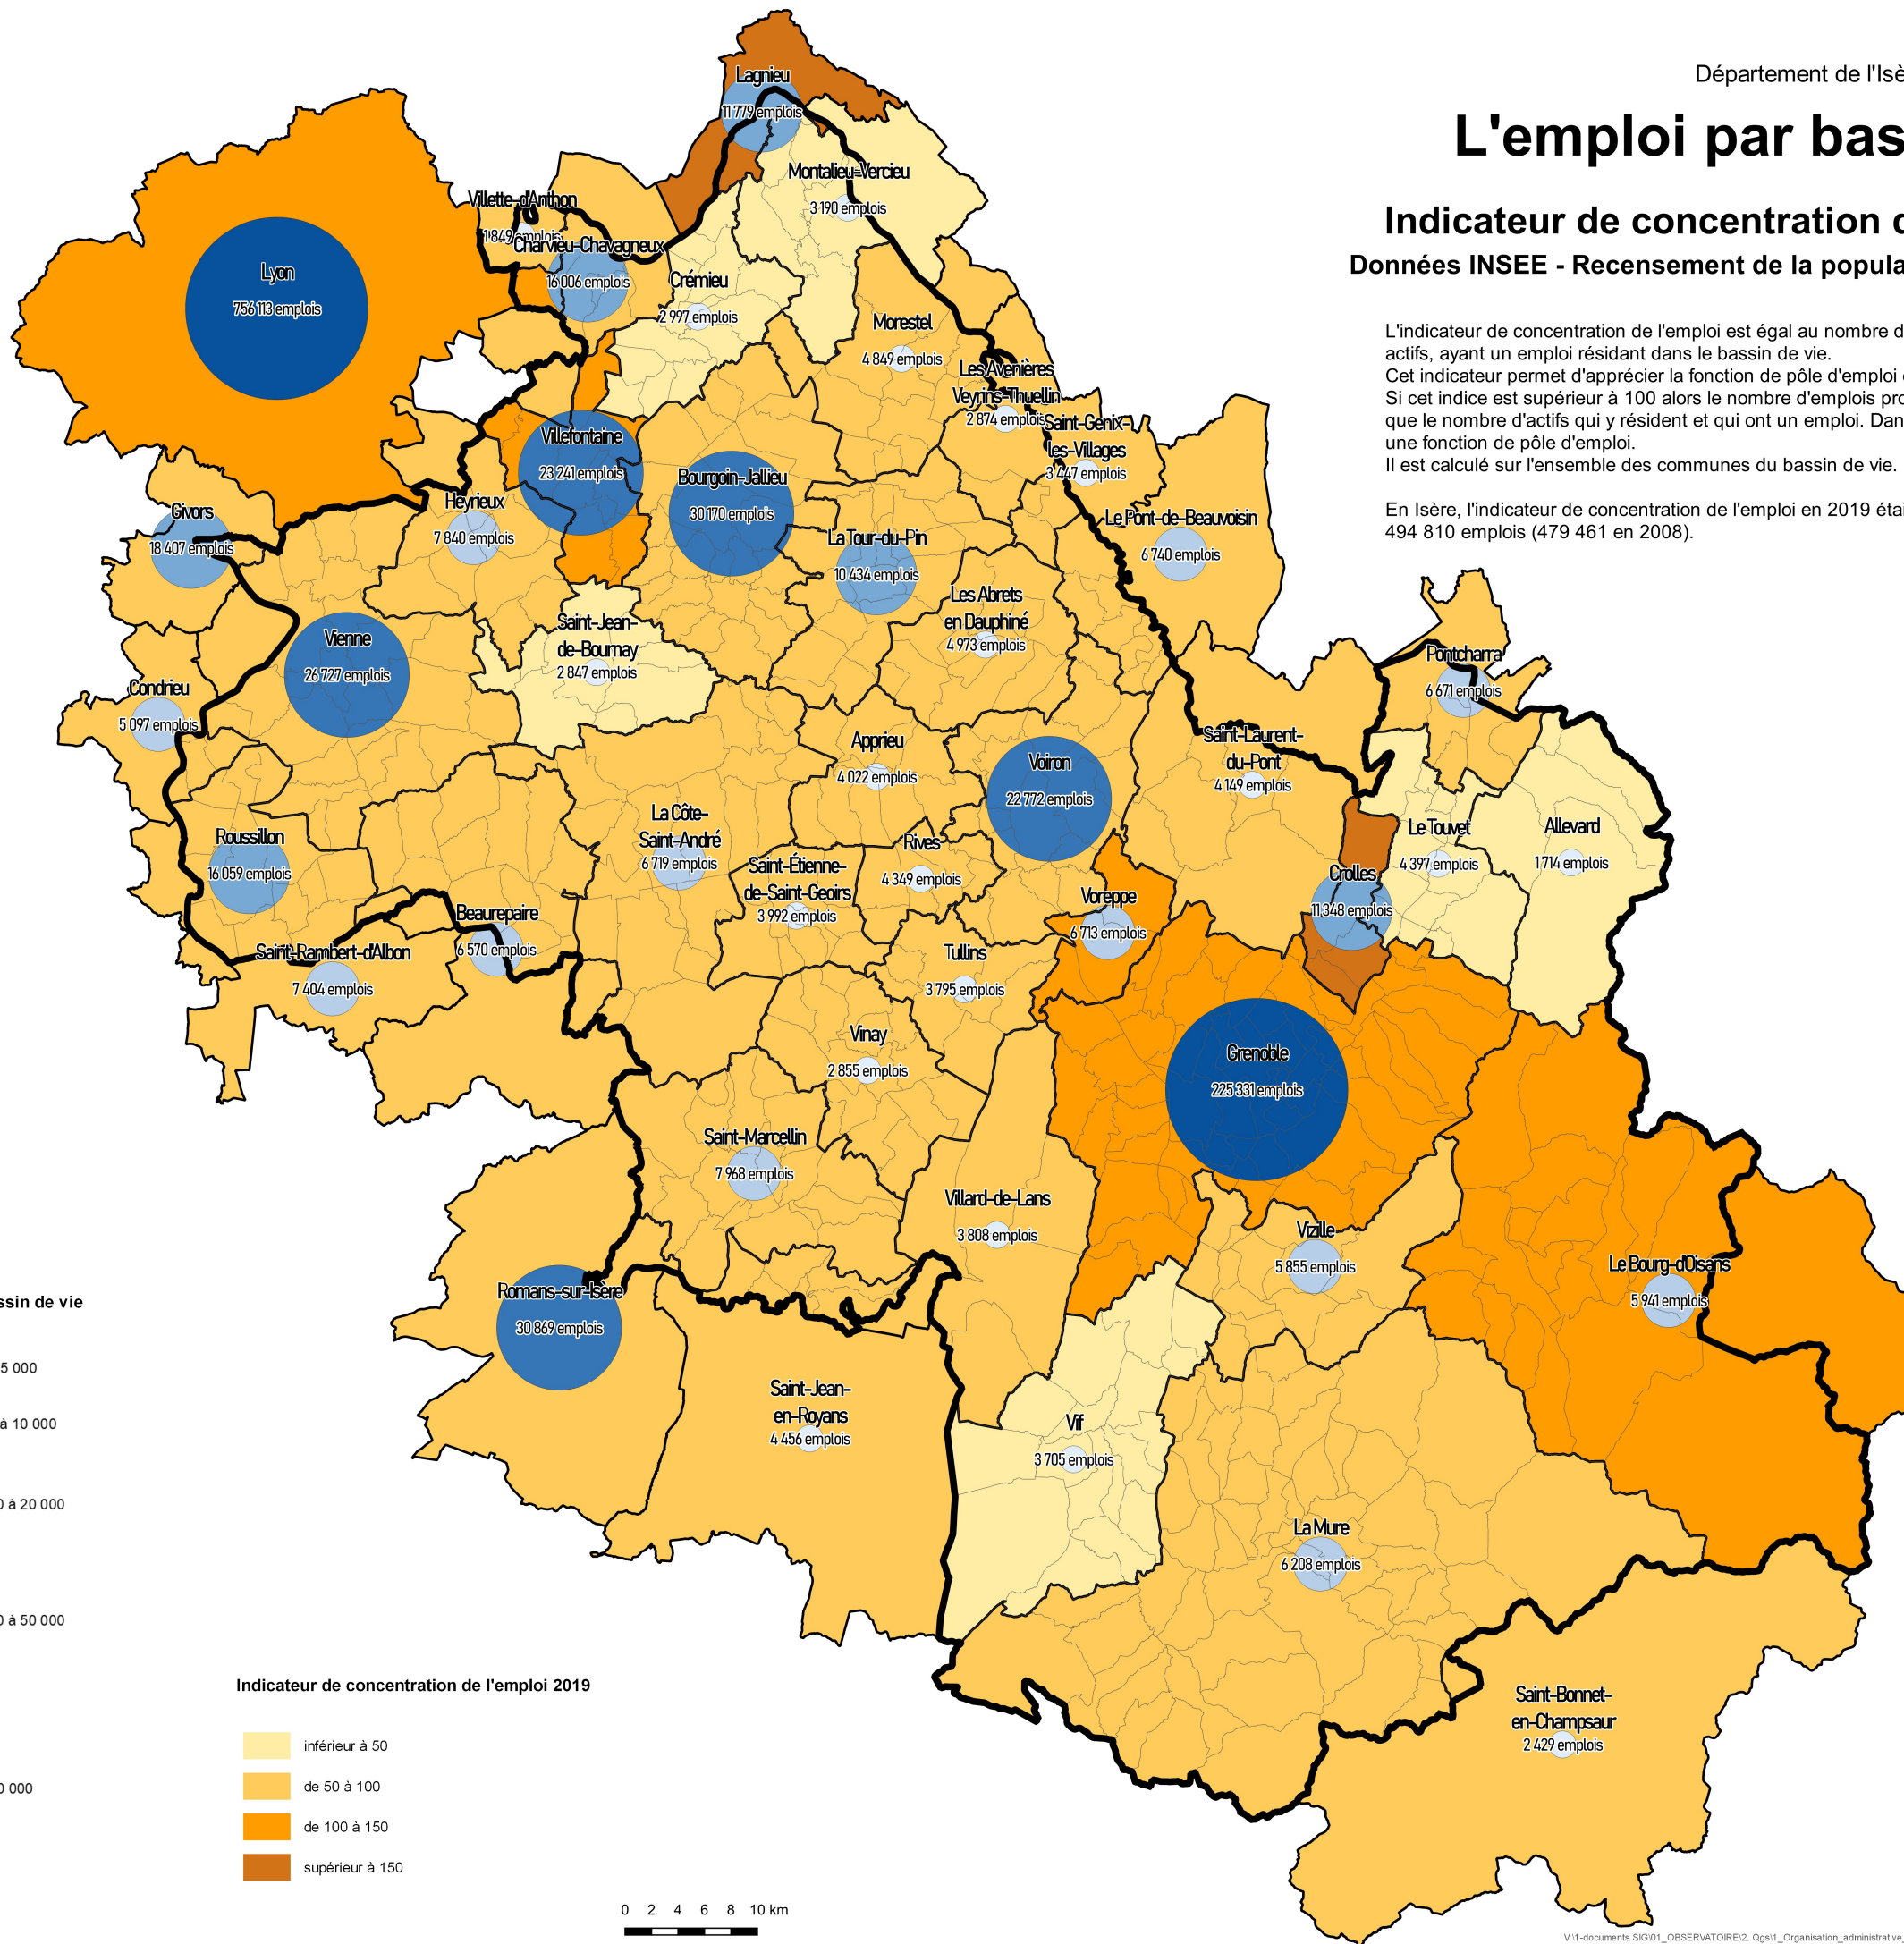 Département de l'Isè
L'emploi par bas
Indicateur de concentration d
Données INSEE - Recensement de la popula
L'indicateur de concentration de l'emploi est égal au nombre d
actifs, ayant un emploi résidant dans le bassin de vie.
Cet indicateur permet d'apprécier la fonction de pôle d'emploi
Si cet indice est supérieur à 100 alors le nombre d'emplois pro
que le nombre d'actifs qui y résident et qui ont un emploi. Dan
une fonction de pôle d'emploi.
Il est calculé sur l'ensemble des communes du bassin de vie.
En Isère, l'indicateur de concentration de l'emploi en 2019 étai
494 810 emplois (479 461 en 2008).
Lagnieu
11 779 emplois
Montalieu-Vercieu
3 190 emplois
Villette-d'Anthon
1 849 emplois
Charvieu-Chavagneux
16 006 emplois
Lyon
756 113 emplois
Crémieu
2 997 emplois
Morestel
4 849 emplois
Les Avenières
Veyrins-Thuellin
2 874 emplois
Saint-Genix-
les-Villages
3 447 emplois
Villefontaine
23 241 emplois
Bourgoin-Jallieu
30 170 emplois
Heyrieux
7 840 emplois
Givors
18 407 emplois
La Tour-du-Pin
10 434 emplois
Le Pont-de-Beauvoisin
6 740 emplois
Les Abrets
en Dauphiné
4 973 emplois
Saint-Jean-
de-Bournay
2 847 emplois
Vienne
26 727 emplois
Condrieu
5 097 emplois
Pontcharra
6 671 emplois
Apprieu
4 022 emplois
Voiron
22 772 emplois
Saint-Laurent-
du-Pont
4 149 emplois
La Côte-
Saint-André
6 719 emplois
Roussillon
16 059 emplois
Rives
4 349 emplois
Saint-Étienne-
de-Saint-Geoirs
3 992 emplois
Le Touvet
4 397 emplois
Allevard
1 714 emplois
Crolles
11 348 emplois
Voreppe
6 713 emplois
Beaurepaire
6 570 emplois
Saint-Rambert-d'Albon
7 404 emplois
Tullins
3 795 emplois
Vinay
2 855 emplois
Grenoble
225 331 emplois
Saint-Marcellin
7 968 emplois
Villard-de-Lans
3 808 emplois
Vizille
5 855 emplois
Le Bourg-d'Oisans
5 941 emplois
Romans-sur-Isère
30 869 emplois
Saint-Jean-
en-Royans
4 456 emplois
Vif
3 705 emplois
La Mure
6 208 emplois
Saint-Bonnet-
en-Champsaur
2 429 emplois
ssin de vie
5 000
à 10 000
0 à 20 000
0 à 50 000
0 000
Indicateur de concentration de l'emploi 2019
inférieur à 50
de 50 à 100
de 100 à 150
supérieur à 150
0 2 4 6 8 10 km
V:\1-documents SIG\01_OBSERVATOIRE\2. Qgs\1_Organisation_administrative